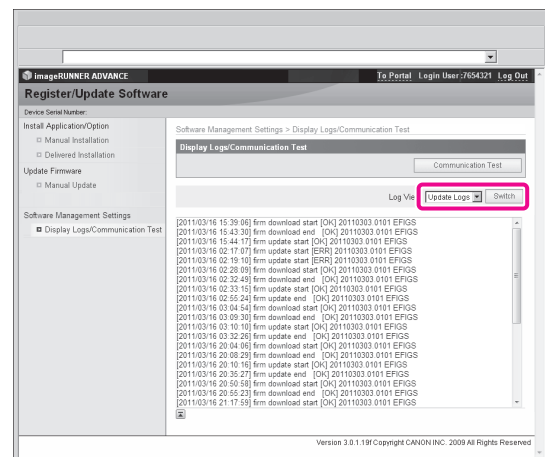 imageRUNNER ADVANCE To Portal Login User:7654321 Log Out
Register/Update Software
Device Serial Number:
Install Application/Option
Manual Installation
Delivered Installation
Update Firmware
Manual Update
Software Management Settings
Display Logs/Communication Test
Software Management Settings > Display Logs/Communication Test
Display Logs/Communication Test
Communication Test
Log Vie Update Logs Switch
[2011/03/16 15:39:06] firm download start [OK] 20110303.0101 EFIGS
[2011/03/16 15:43:30] firm download end [OK] 20110303.0101 EFIGS
[2011/03/16 15:44:17] firm update start [OK] 20110303.0101 EFIGS
[2011/03/16 02:17:07] firm update start [ERR] 20110303.0101 EFIGS
[2011/03/16 02:19:10] firm update start [ERR] 20110303.0101 EFIGS
[2011/03/16 02:28:09] firm download start [OK] 20110303.0101 EFIGS
[2011/03/16 02:32:49] firm download end [OK] 20110303.0101 EFIGS
[2011/03/16 02:33:15] firm update start [OK] 20110303.0101 EFIGS
[2011/03/16 02:55:24] firm update end [OK] 20110303.0101 EFIGS
[2011/03/16 03:04:54] firm download start [OK] 20110303.0101 EFIGS
[2011/03/16 03:09:30] firm download end [OK] 20110303.0101 EFIGS
[2011/03/16 03:10:10] firm update start [OK] 20110303.0101 EFIGS
[2011/03/16 03:32:26] firm update end [OK] 20110303.0101 EFIGS
[2011/03/16 20:04:06] firm download start [OK] 20110303.0101 EFIGS
[2011/03/16 20:08:29] firm download end [OK] 20110303.0101 EFIGS
[2011/03/16 20:10:16] firm update start [OK] 20110303.0101 EFIGS
[2011/03/16 20:35:27] firm update end [OK] 20110303.0101 EFIGS
[2011/03/16 20:50:58] firm download start [OK] 20110303.0101 EFIGS
[2011/03/16 20:55:23] firm download end [OK] 20110303.0101 EFIGS
[2011/03/16 21:17:59] firm download start [OK] 20110303.0101 EFIGS
Version 3.0.1.19f Copyright CANON INC. 2009 All Rights Reserved